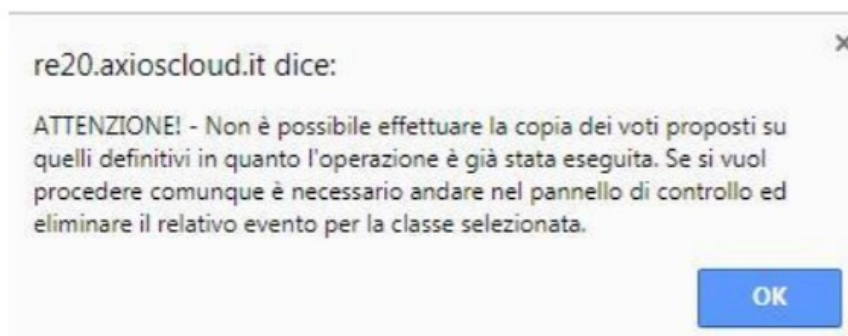 re20.axioscloud.it dice:
ATTENZIONE! - Non è possibile effettuare la copia dei voti proposti su
quelli definitivi in quanto l'operazione è già stata eseguita. Se si vuol
procedere comunque è necessario andare nel pannello di controllo ed
eliminare il relativo evento per la classe selezionata.
OK